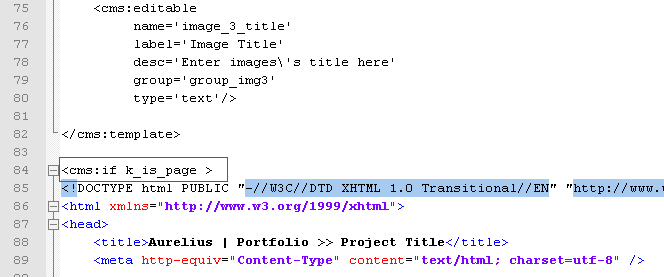 75 <cms:editable
76 name='image_3_title'
77 label='Image Title'
78 desc='Enter images\'s title here'
79 group='group_img3'
80 type='text'/>
81
82 </cms:template>
83
84 <cms:if k_is_page >
85 <!DOCTYPE html PUBLIC "-//W3C//DTD XHTML 1.0 Transitional//EN" "http://www.w
86 <html xmlns="http://www.w3.org/1999/xhtml">
87 <head>
88 <title>Aurelius | Portfolio >> Project Title</title>
89 <meta http-equiv="Content-Type" content="text/html; charset=utf-8" />